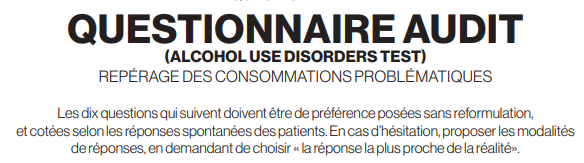 QUESTIONNAIRE AUDIT
(ALCOHOL USE DISORDERS TEST)
REPÉRAGE DES CONSOMMATIONS PROBLÉMATIQUES
Les dix questions qui suivent doivent être de préférence posées sans reformulation,
et cotées selon les réponses spontanées des patients. En cas d'hésitation, proposer les modalités
de réponses, en demandant de choisir « la réponse la plus proche de la réalité».